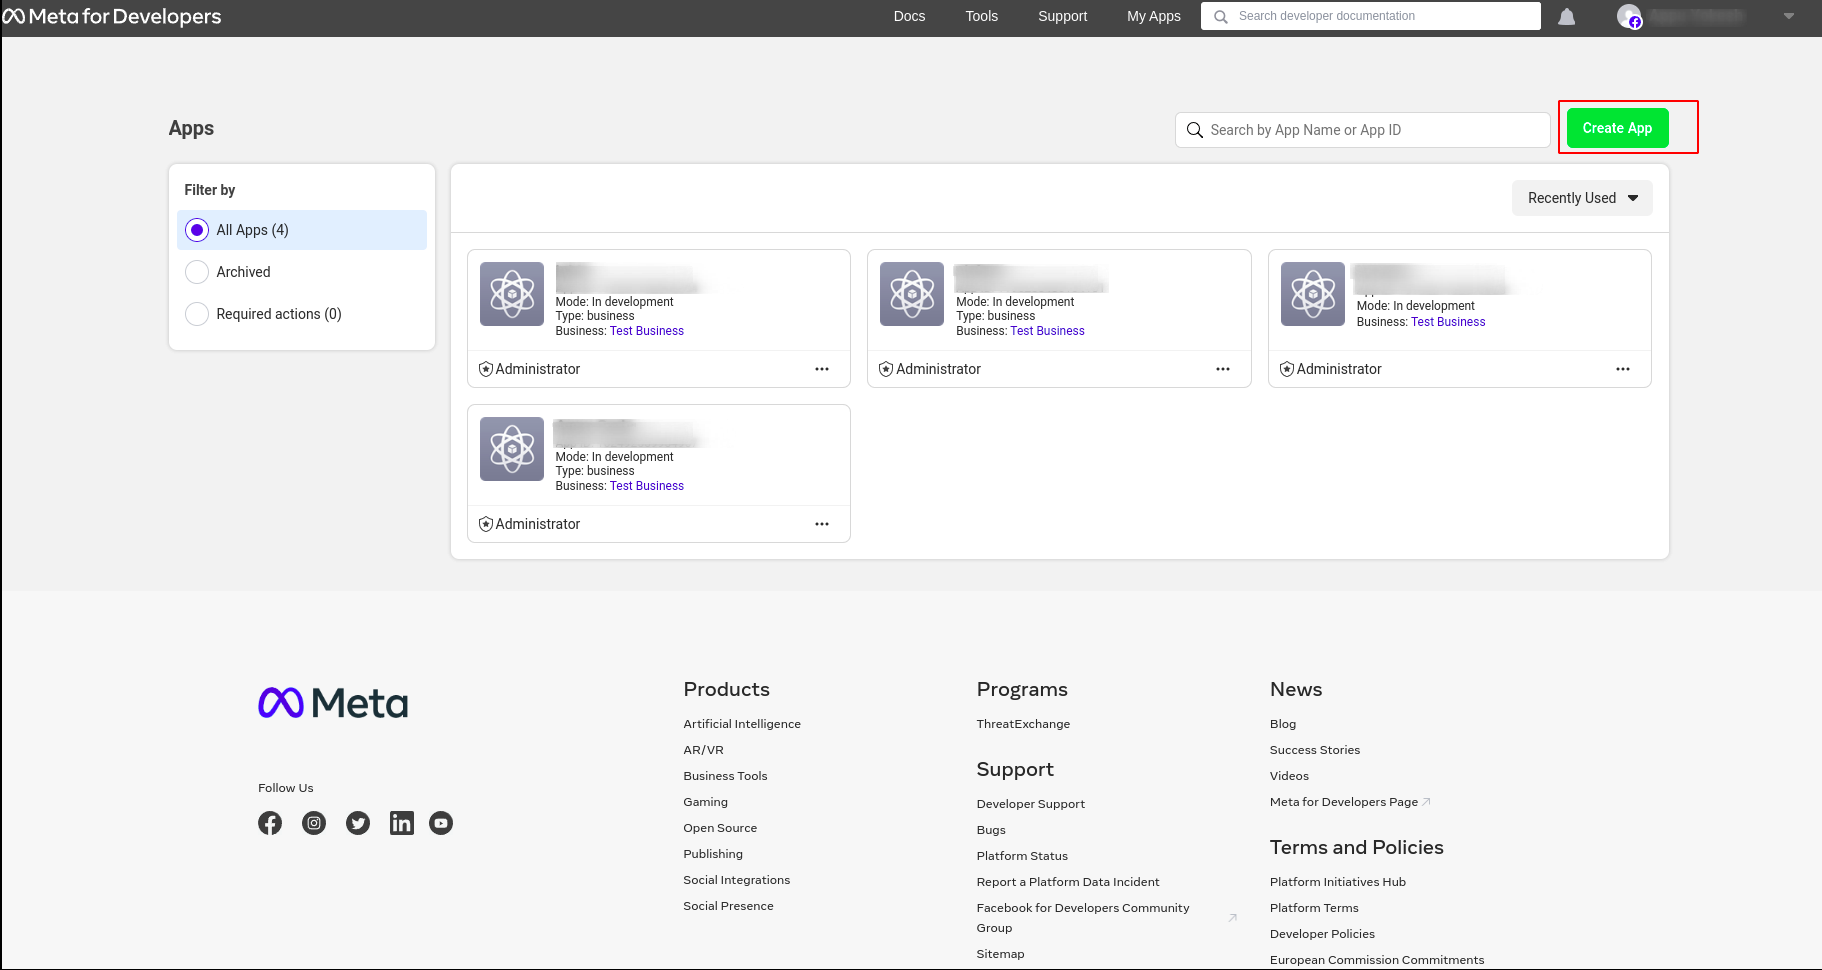 Meta for Developers
Docs
Tools
Support
My Apps
Search developer documentation
Apps
Search by App Name or App ID
Create App
Filter by
All Apps (4)
Archived
Required actions (0)
Recently Used
Mode: In development
Type: business
Business: Test Business
Administrator
Mode: In development
Type: business
Business: Test Business
Administrator
Mode: In development
Business: Test Business
Administrator
Mode: In development
Type: business
Business: Test Business
Administrator
Meta
Follow Us
Products
Artificial Intelligence
AR/VR
Business Tools
Gaming
Open Source
Publishing
Social Integrations
Social Presence
Programs
ThreatExchange
Support
Developer Support
Bugs
Platform Status
Report a Platform Data Incident
Facebook for Developers Community
Group
Sitemap
News
Blog
Success Stories
Videos
Meta for Developers Page
Terms and Policies
Platform Initiatives Hub
Platform Terms
Developer Policies
European Commission Commitments